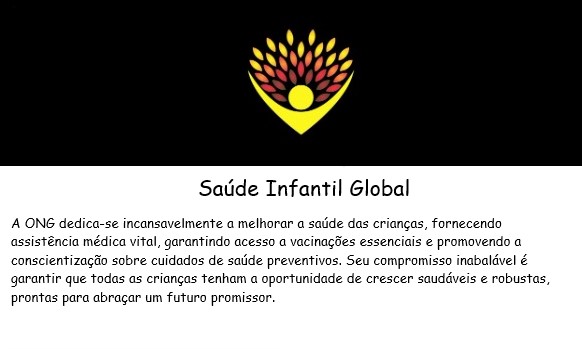 Saúde Infantil Global
A ONG dedica-se incansavelmente a melhorar a saúde das crianças, fornecendo
assistência médica vital, garantindo acesso a vacinações essenciais e promovendo a
conscientização sobre cuidados de saúde preventivos. Seu compromisso inabalável é
garantir que todas as crianças tenham a oportunidade de crescer saudáveis e robustas,
prontas para abraçar um futuro promissor.